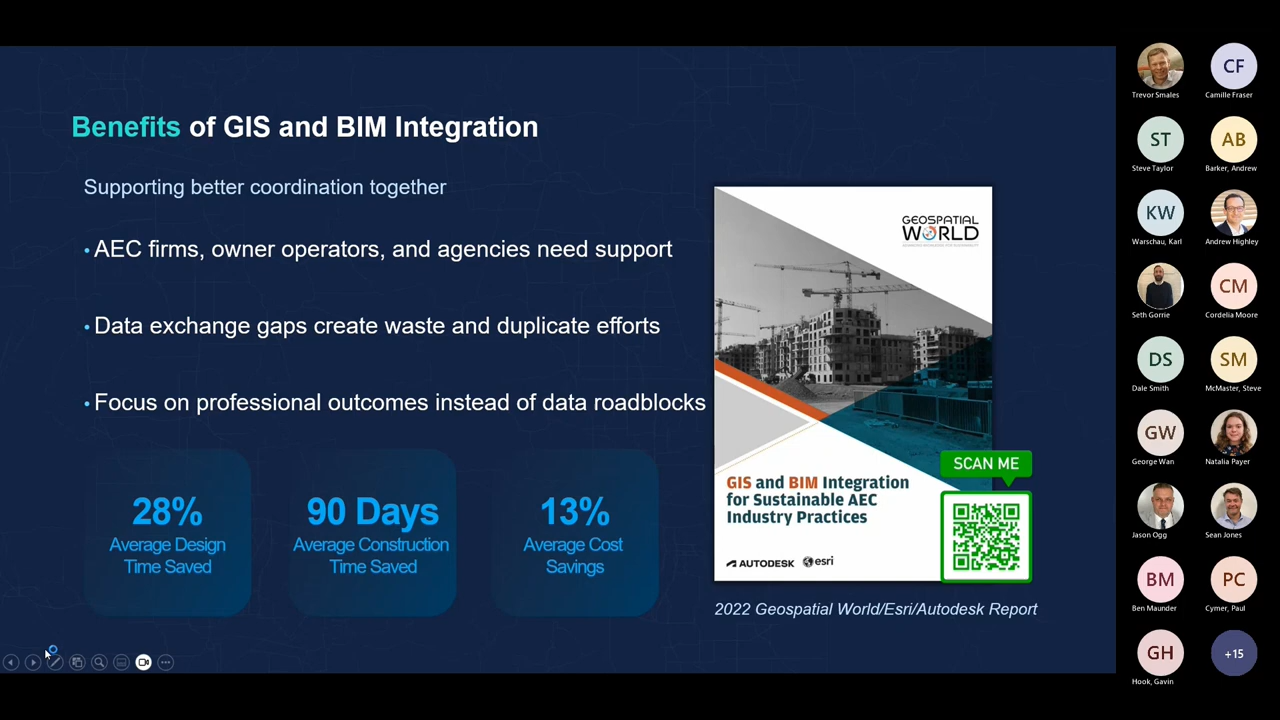 Benefits of GIS and BIM Integration
Supporting better coordination together
• AEC firms, owner operators, and agencies need support
• Data exchange gaps create waste and duplicate efforts
• Focus on professional outcomes instead of data roadblocks
28%
Average Design
Time Saved
90 Days
Average Construction
Time Saved
13%
Average Cost
Savings
GEOSPATIAL
WORLD
GIS and BIM Integration
for Sustainable AEC
Industry Practices
AUTODESK
esri
SCAN ME
2022 Geospatial World/Esri/Autodesk Report
Trevor Smales
CF
Camille Fraser
ST
Steve Taylor
AB
Barker, Andrew
KW
Warschau, Karl
Andrew Highley
Seth Gorrie
CM
Cordelia Moore
DS
Dale Smith
SM
McMaster, Steve
GW
George Wan
Natalia Payer
Jason Ogg
Sean Jones
BM
Ben Maunder
PC
Cymer, Paul
GH
Hook, Gavin
+15